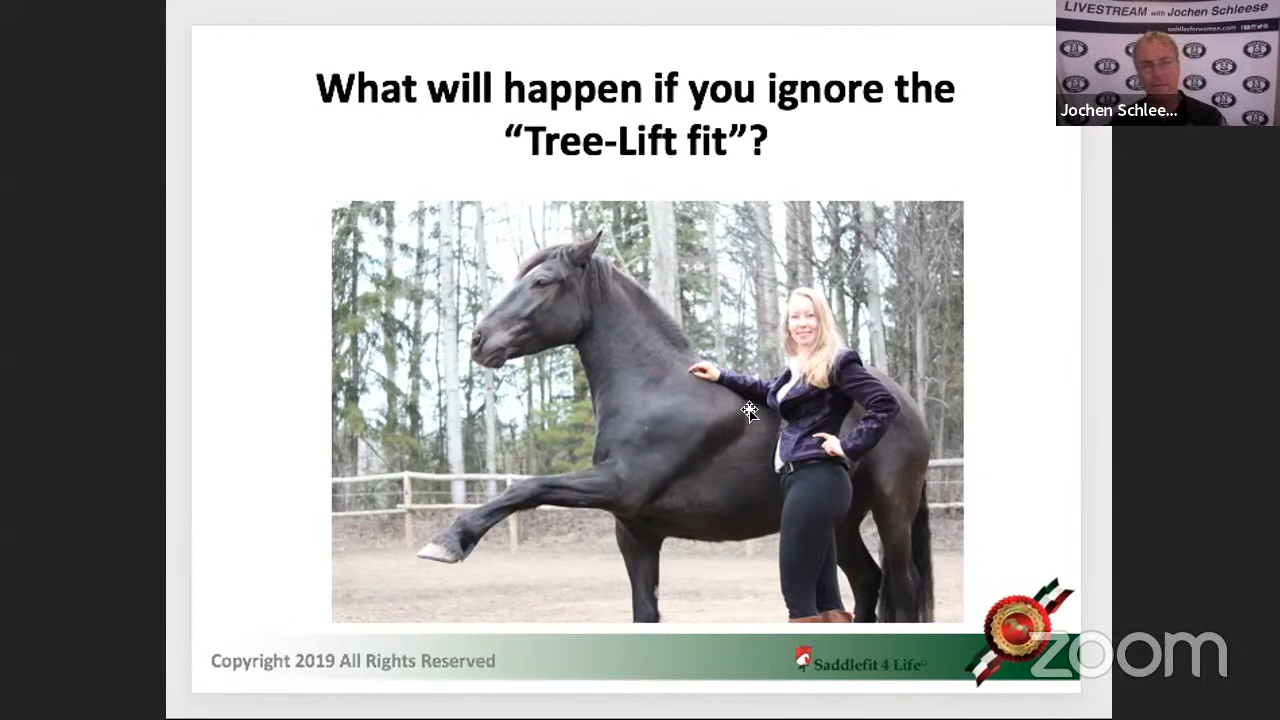 What will happen if you ignore the
“Tree-Lift fit”?
LIVESTREAM with Jochen Schleese
saddlesforwomen.com
Jochen Schlee...
Copyright 2019 All Rights Reserved
Saddlefit 4 Life
zoom